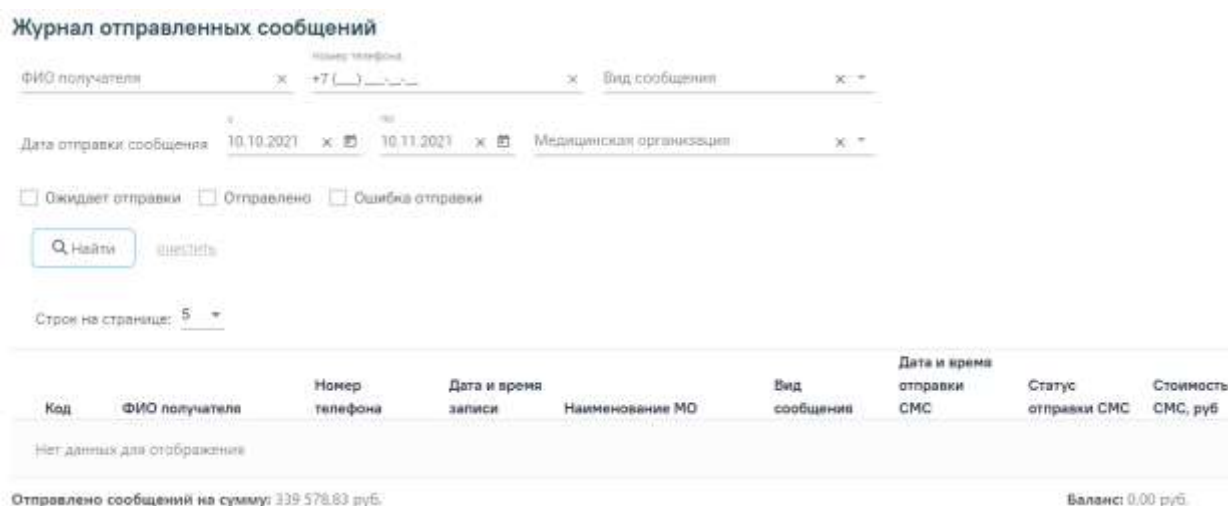 Журнал отправленных сообщений
Номер телефона
ФИО получателя +7 (__) ___-__-__ Вид сообщения
с по
Дата отправки сообщения 10.10.2021 10.11.2021 Медицинская организация
Ожидает отправки Отправлено Ошибка отправки
Найти очистить
Строк на странице: 5
Дата и время
Номер Дата и время Вид отправки Статус Стоимость
Код ФИО получателя телефона записи Наименование МО сообщения СМС отправки СМС СМС, руб
Нет данных для отображения
Отправлено сообщений на сумму: 339 578,83 руб. Баланс: 0,00 руб.